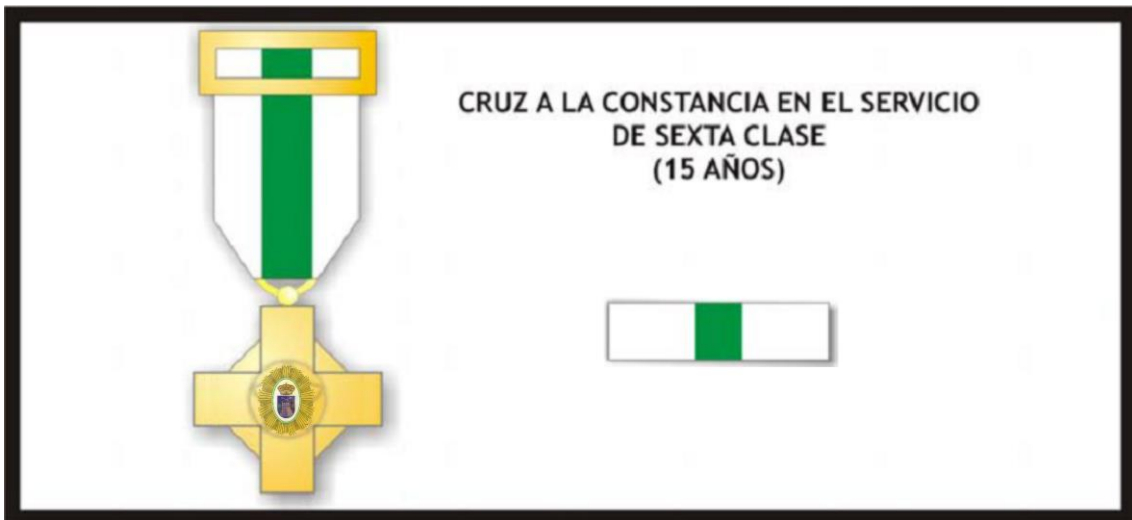 CRUZ A LA CONSTANCIA EN EL SERVICIO
DE SEXTA CLASE
(15 AÑOS)